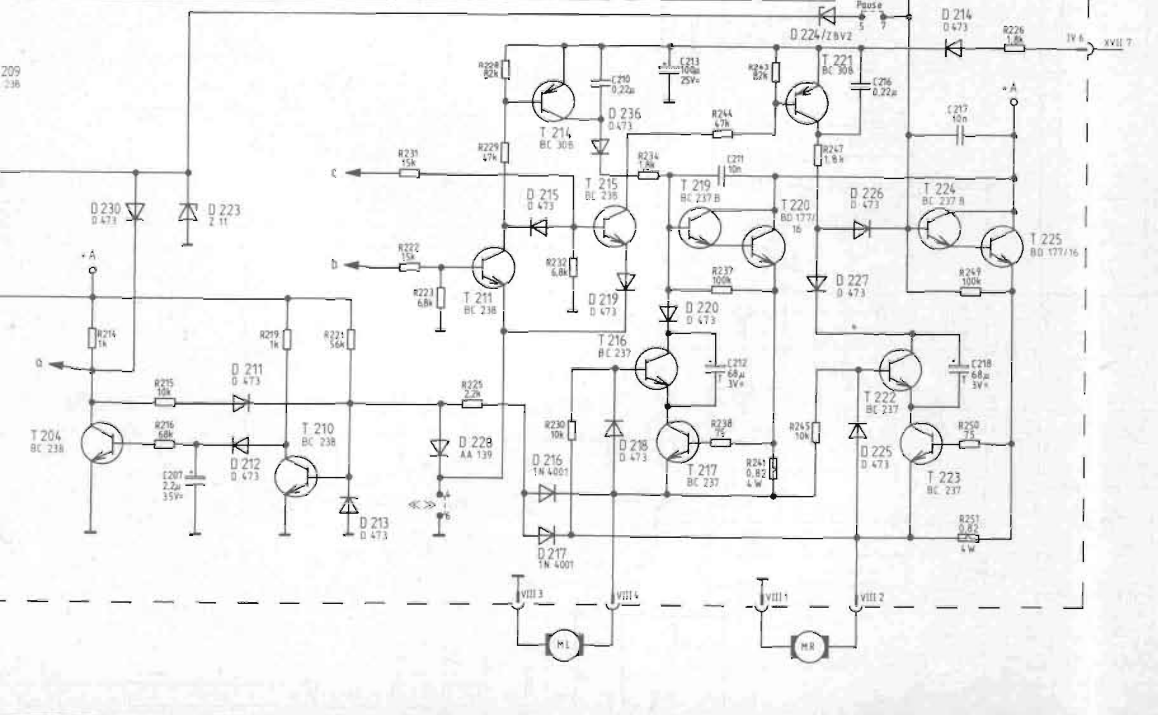 Pause
5 7
D 224/ZBV2
D 214
D 473
R226
1,8k
IV 6
XVII 7
209
23B
R228
82k
C210
0,22µ
C213
100µ
25V=
R243
82k
T 221
BC 308
C216
0,22µ
+A
T 214
BC 308
D 236
D 473
R244
47k
C217
10n
R229
47k
R247
1,8k
c
R231
15k
R234
1,8k
C211
10n
D 215
D 473
T 215
BC 238
T 219
BC 237 B
T 220
BD 177/
16
D 226
D 473
T 224
BC 237 B
T 225
BD 177/16
D 230
D 473
D 223
Z 11
b
R222
15k
R223
6,8k
T 211
BC 238
R232
6,8k
D 219
D 473
R237
100k
D 227
D 473
R249
100k
+A
R214
1k
R219
1k
R221
56k
D 220
D 473
T 216
BC 237
C212
68µ
3V=
C218
68µ
3V=
a
D 211
D 473
R215
10k
R225
2,2k
T 222
BC 237
T 204
BC 238
R216
68k
T 210
BC 238
D 228
AA 139
R230
10k
D 218
D 473
R238
75
R245
10k
R250
75
D 212
D 473
C207
2,2µ
35V=
D 216
1N 4001
T 217
BC 237
R241
0,82
4 W
D 225
D 473
T 223
BC 237
≪ ≫
4
6
D 213
D 473
D 217
1N 4001
R251
0,82
4 W
VIII 3
VIII 4
VIII 1
VIII 2
ML
MR